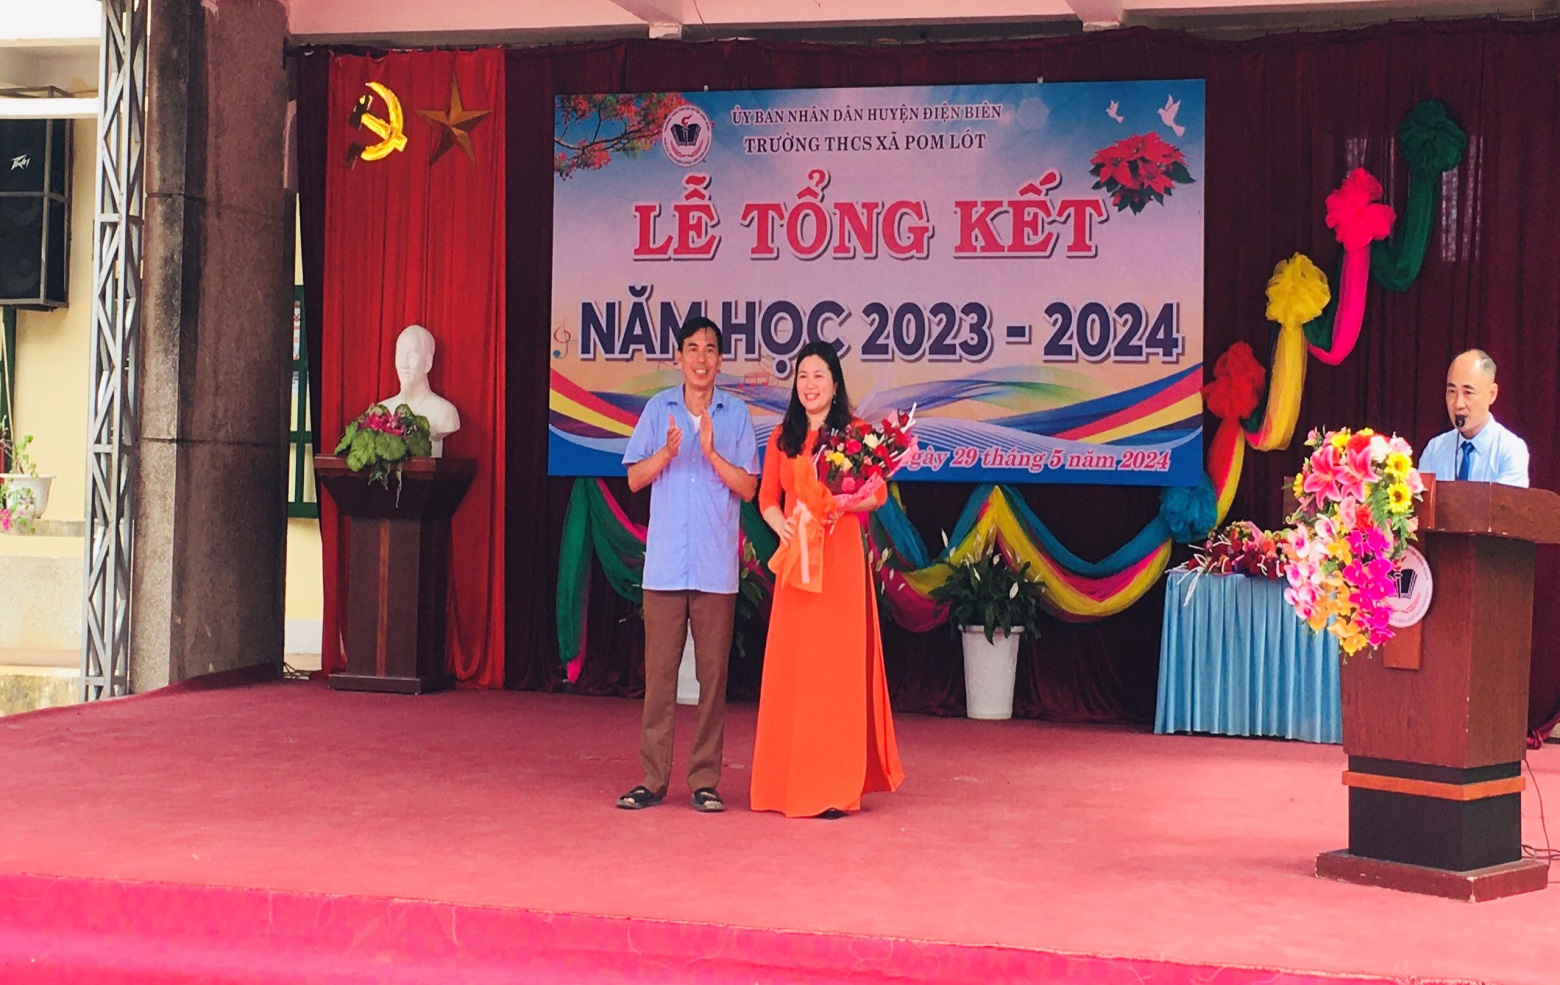 ỦY BAN NHÂN DÂN HUYỆN ĐIỆN BIÊN
TRƯỜNG THCS XÃ POM LÓT
LỄ TỔNG KẾT
NĂM HỌC 2023 - 2024
ngày 29 tháng 5 năm 2024